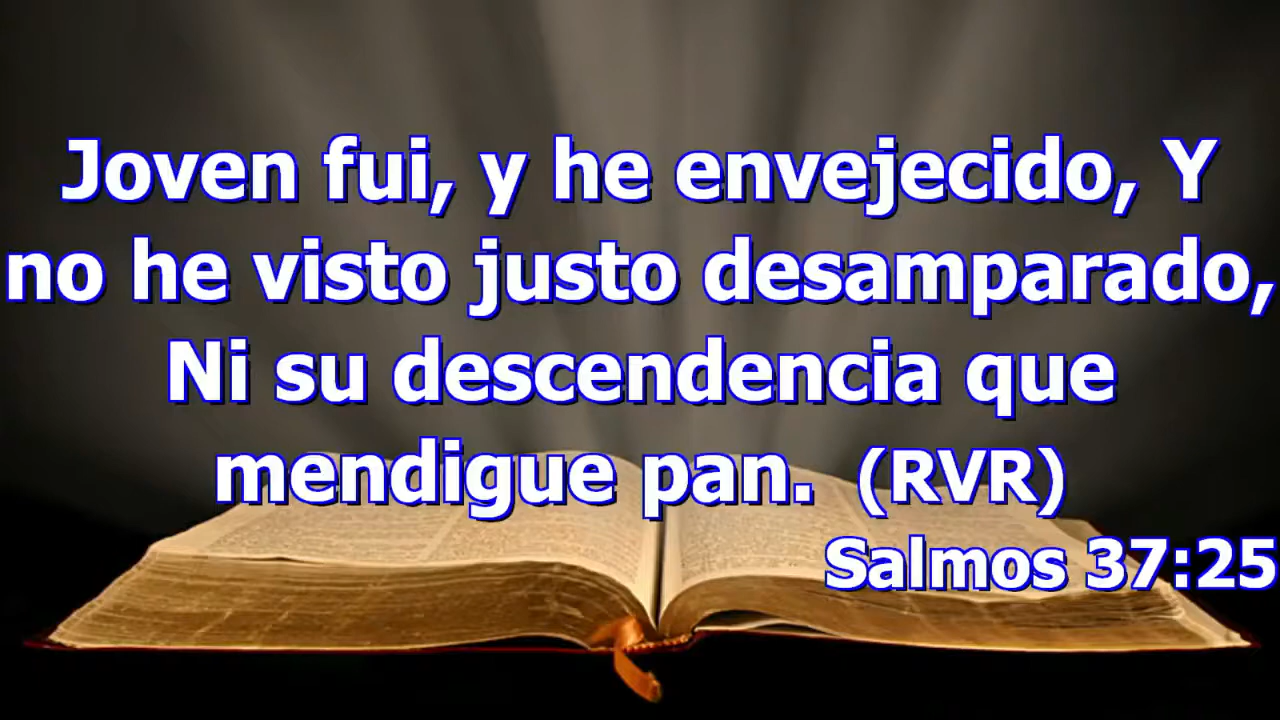 Joven fui, y he envejecido, Y
no he visto justo desamparado,
Ni su descendencia que
mendigue pan. (RVR)
Salmos 37:25